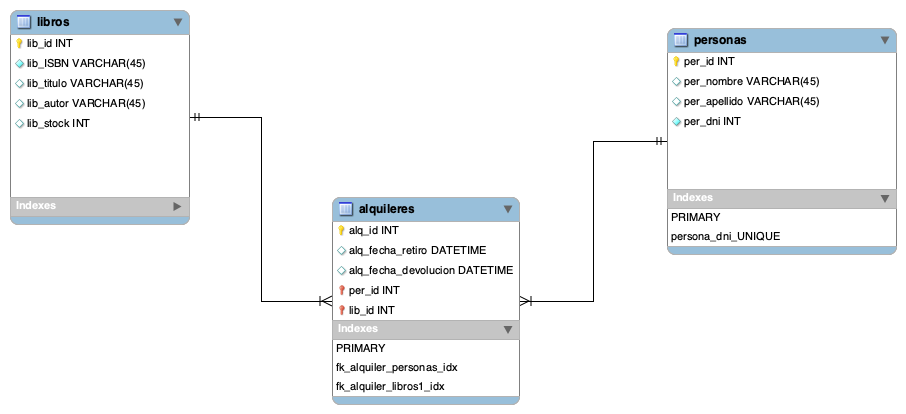 libros
lib_id INT
lib_ISBN VARCHAR(45)
lib_titulo VARCHAR(45)
lib_autor VARCHAR(45)
lib_stock INT
Indexes
personas
per_id INT
per_nombre VARCHAR(45)
per_apellido VARCHAR(45)
per_dni INT
Indexes
PRIMARY
persona_dni_UNIQUE
alquileres
alq_id INT
alq_fecha_retiro DATETIME
alq_fecha_devolucion DATETIME
per_id INT
lib_id INT
Indexes
PRIMARY
fk_alquiler_personas_idx
fk_alquiler_libros1_idx